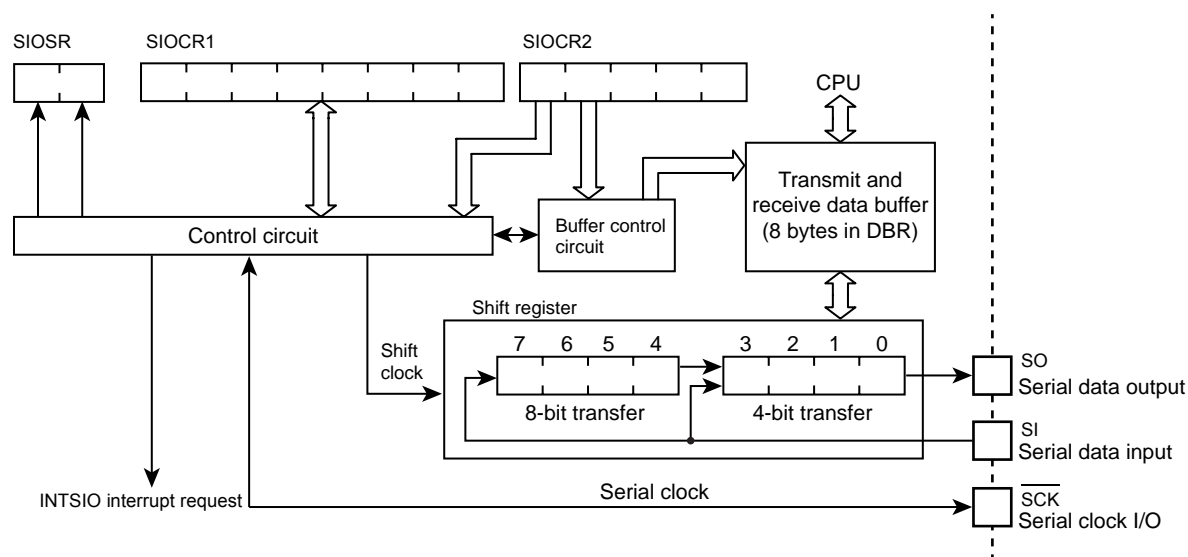 SIOSR
SIOCR1
SIOCR2
CPU
Transmit and
receive data buffer
(8 bytes in DBR)
Control circuit
Buffer control
circuit
Shift register
7 6 5 4 3 2 1 0
Shift
clock
8-bit transfer
4-bit transfer
SO
Serial data output
SI
Serial data input
INTSIO interrupt request
Serial clock
SCK
Serial clock I/O